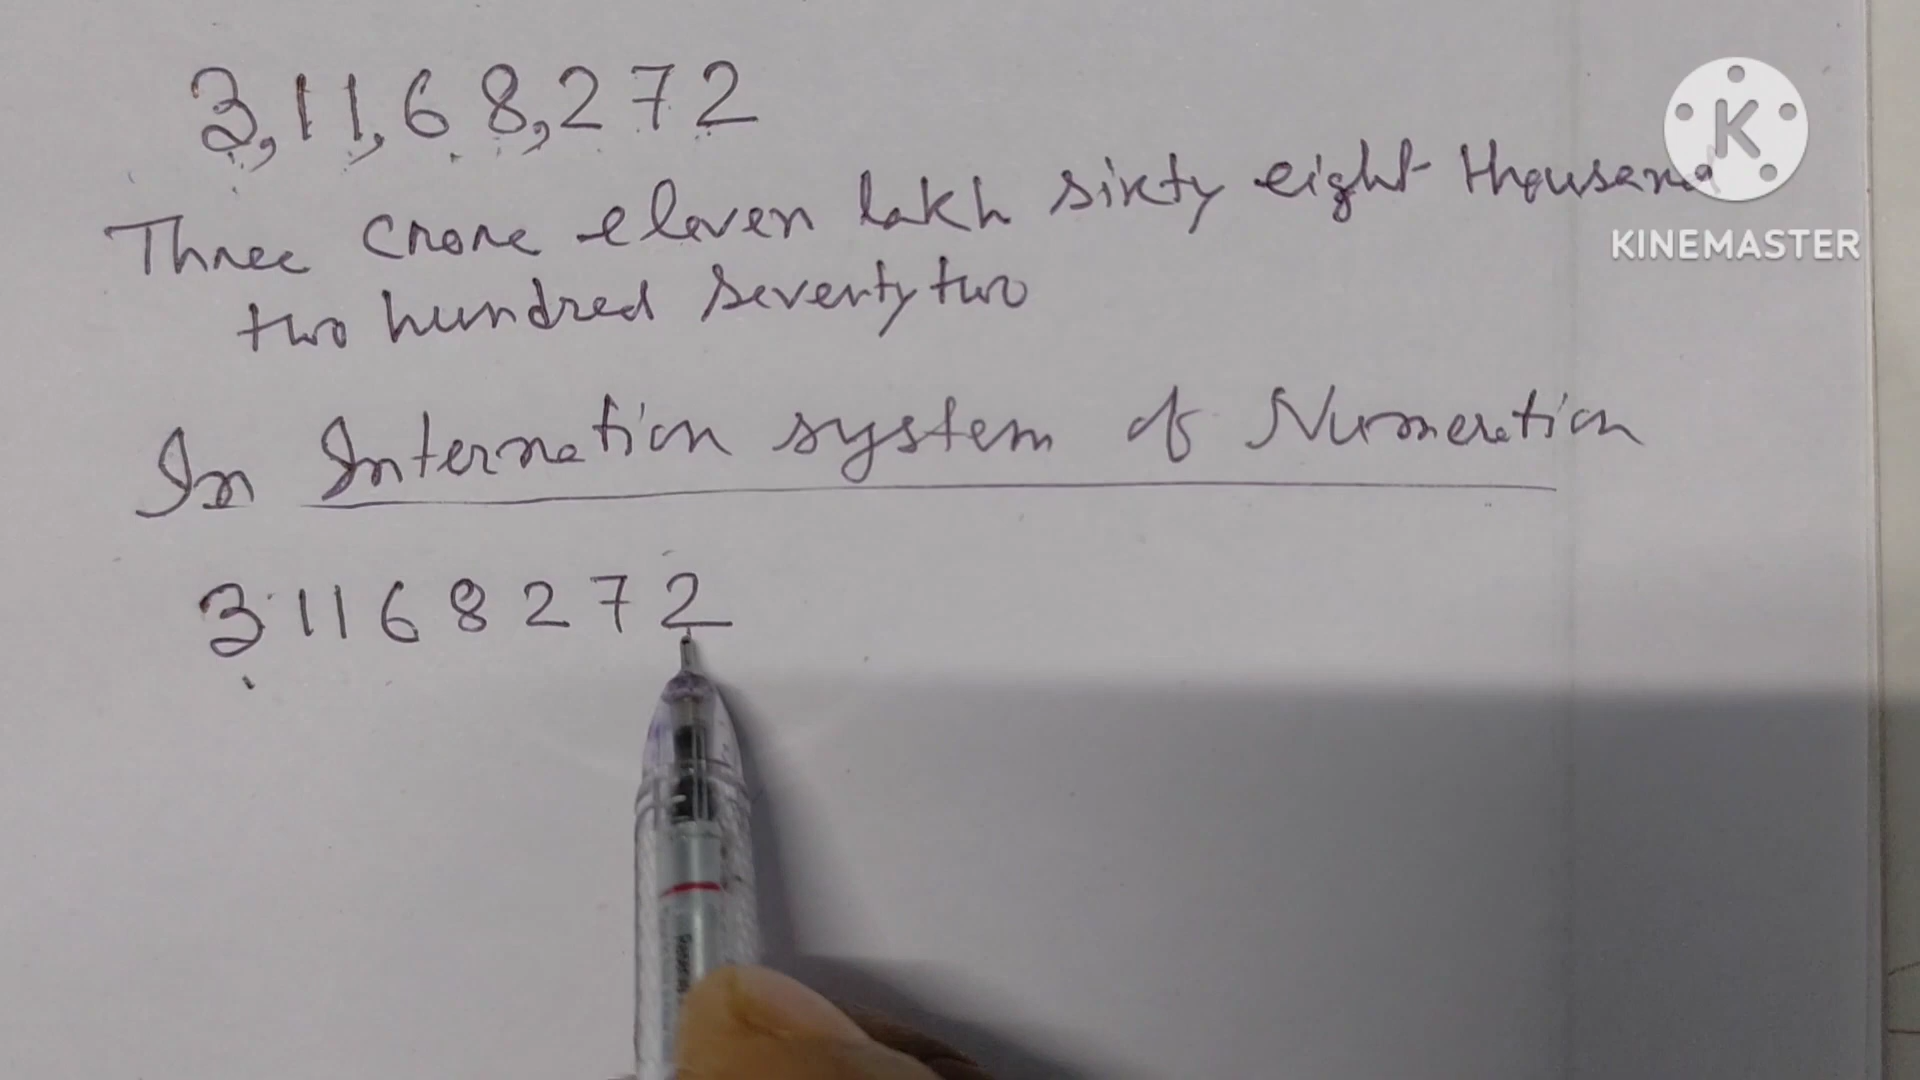 3,11,68,272
Three crore eleven lakh sixty eight thousand
two hundred seventy two
In Internation system of Numeration
31168272
K
KINEMASTER